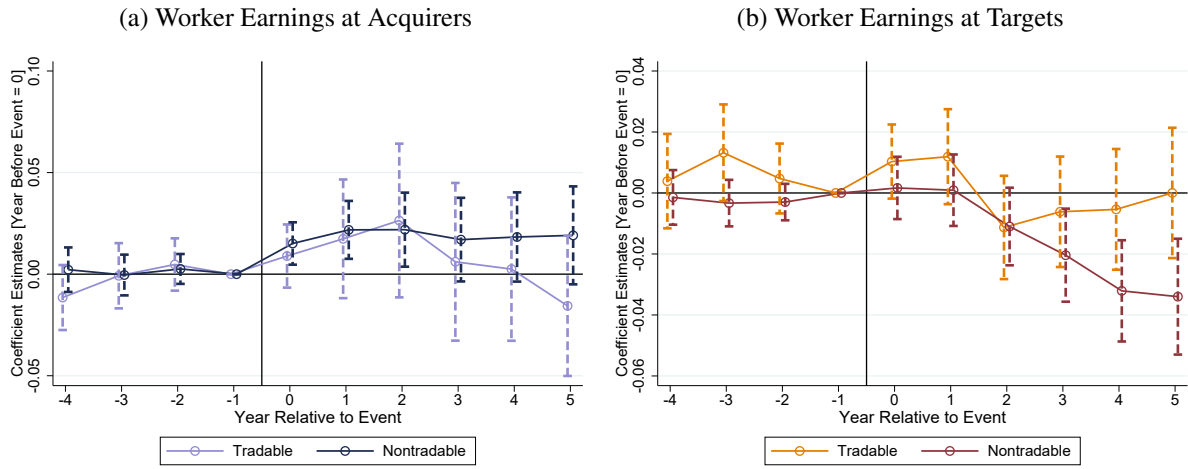 (a) Worker Earnings at Acquirers
Coefficient Estimates [Year Before Event = 0]
0.10
0.05
0.00
-0.05
-4 -3 -2 -1 0 1 2 3 4 5
Year Relative to Event
Tradable Nontradable
(b) Worker Earnings at Targets
Coefficient Estimates [Year Before Event = 0]
0.04
0.02
0.00
-0.02
-0.04
-0.06
-4 -3 -2 -1 0 1 2 3 4 5
Year Relative to Event
Tradable Nontradable